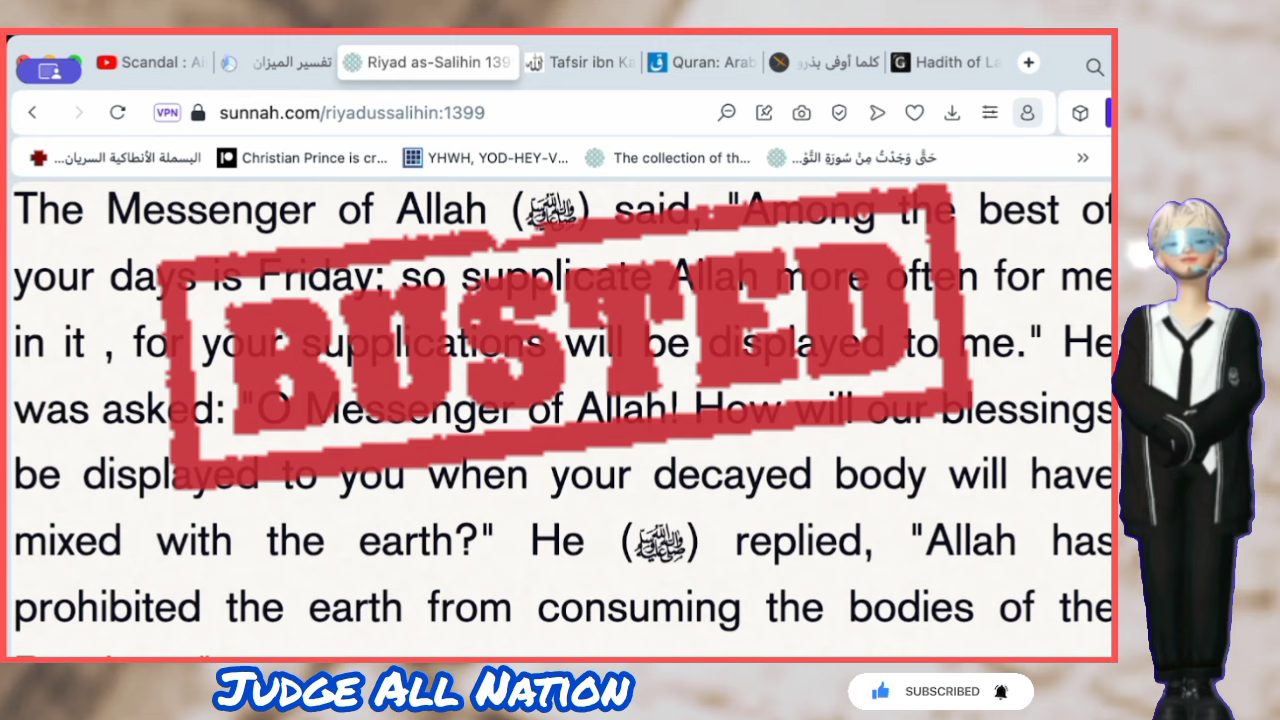 Scandal : Al
تفسير الميزان
Riyad as-Salihin 139
Tafsir ibn Ka
Quran: Arab
كلما أوفى بذرو
Hadith of La
VPN
sunnah.com/riyadussalihin:1399
البسملة الأنطاكية السريان...
Christian Prince is cr...
YHWH, YOD-HEY-V...
The collection of th...
حَتَّى وَجَدْتُ مِنْ سُورَةِ التَّوْ...
The Messenger of Allah (ﷺ) said, "Among the best of
your days is Friday; so supplicate Allah more often for me
in it , for your supplications will be displayed to me." He
was asked: "O Messenger of Allah! How will our blessings
be displayed to you when your decayed body will have
mixed with the earth?" He (ﷺ) replied, "Allah has
prohibited the earth from consuming the bodies of the
BUSTED
JUDGE ALL NATION
SUBSCRIBED